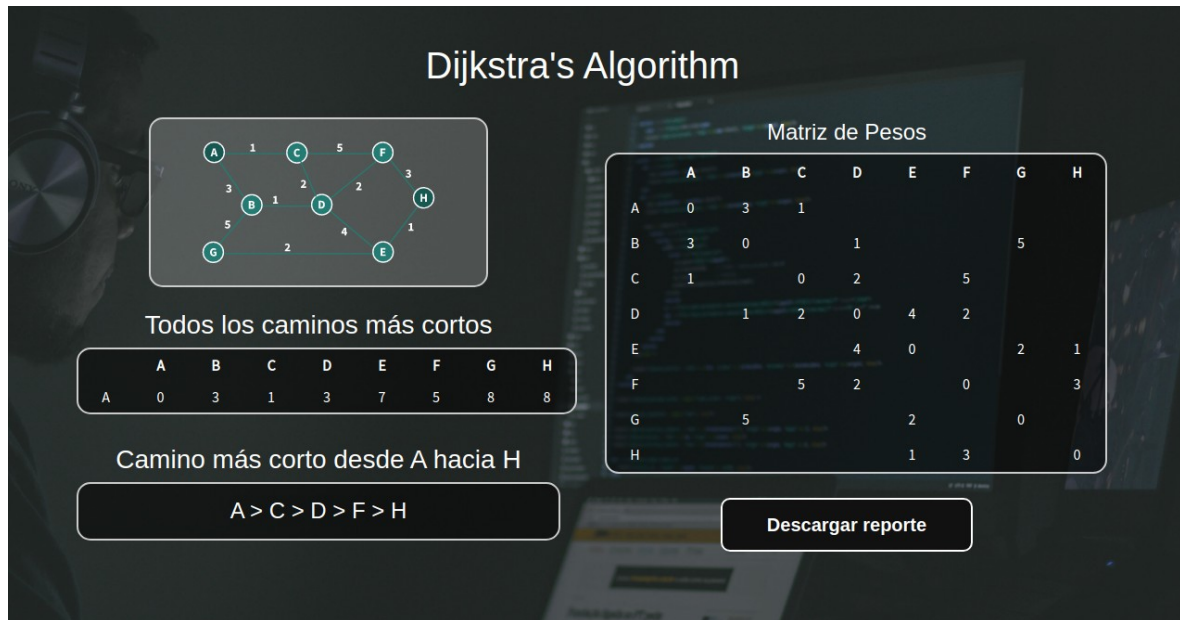 Dijkstra's Algorithm
A 1 C 5 F
3 2 2 3
B 1 D H
5 4 1
G 2 E
Todos los caminos más cortos
A B C D E F G H
A 0 3 1 3 7 5 8 8
Camino más corto desde A hacia H
A > C > D > F > H
Matriz de Pesos
A B C D E F G H
A 0 3 1
B 3 0 1 5
C 1 0 2 5
D 1 2 0 4 2
E 4 0 2 1
F 5 2 0 3
G 5 2 0
H 1 3 0
Descargar reporte